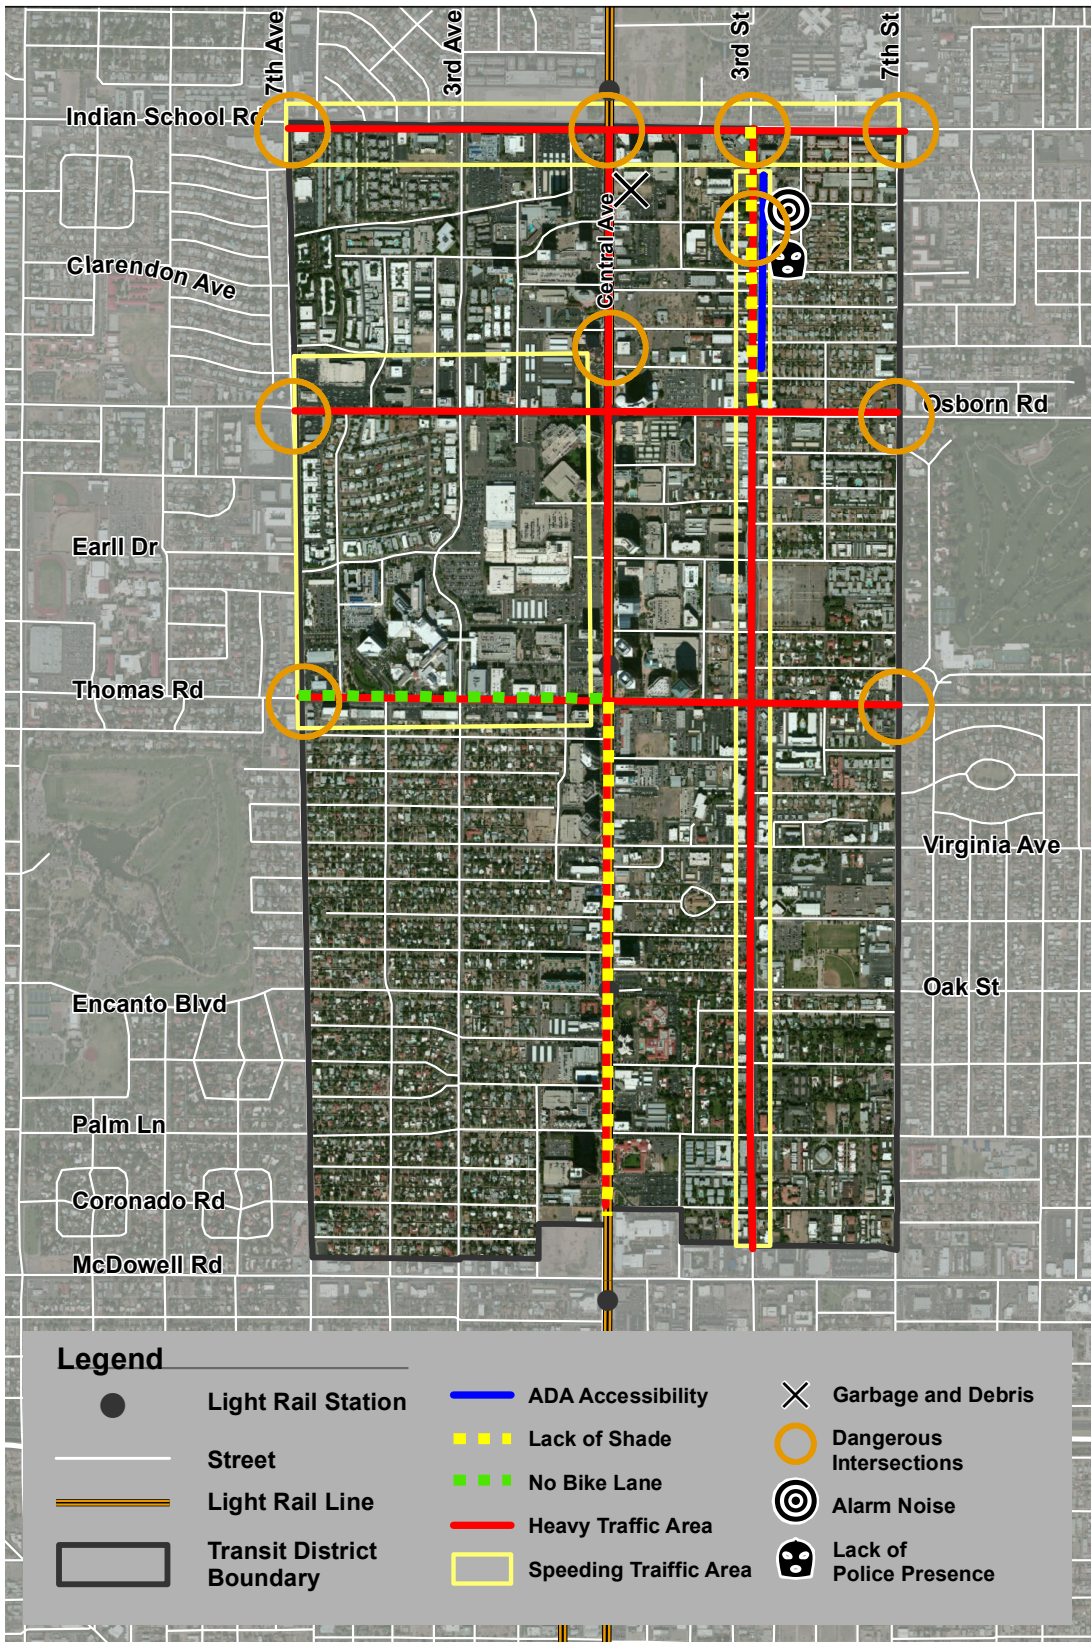 7th Ave
3rd Ave
3rd St
7th St
Indian School Rd
Central Ave
Clarendon Ave
Osborn Rd
Earll Dr
Thomas Rd
Virginia Ave
Encanto Blvd
Oak St
Palm Ln
Coronado Rd
McDowell Rd
Legend
Light Rail Station
Street
Light Rail Line
Transit District
Boundary
ADA Accessibility
Lack of Shade
No Bike Lane
Heavy Traffic Area
Speeding Traiffic Area
Garbage and Debris
Dangerous
Intersections
Alarm Noise
Lack of
Police Presence